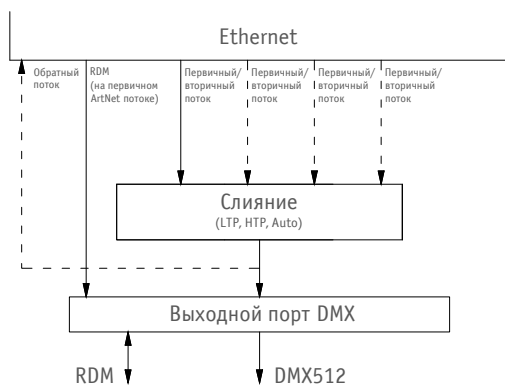 Ethernet
Обратный
поток
RDM
(на первичном
ArtNet потоке)
Первичный/
вторичный
поток
Первичный/
вторичный
поток
Первичный/
вторичный
поток
Первичный/
вторичный
поток
Слияние
(LTP, HTP, Auto)
Выходной порт DMX
RDM
DMX512